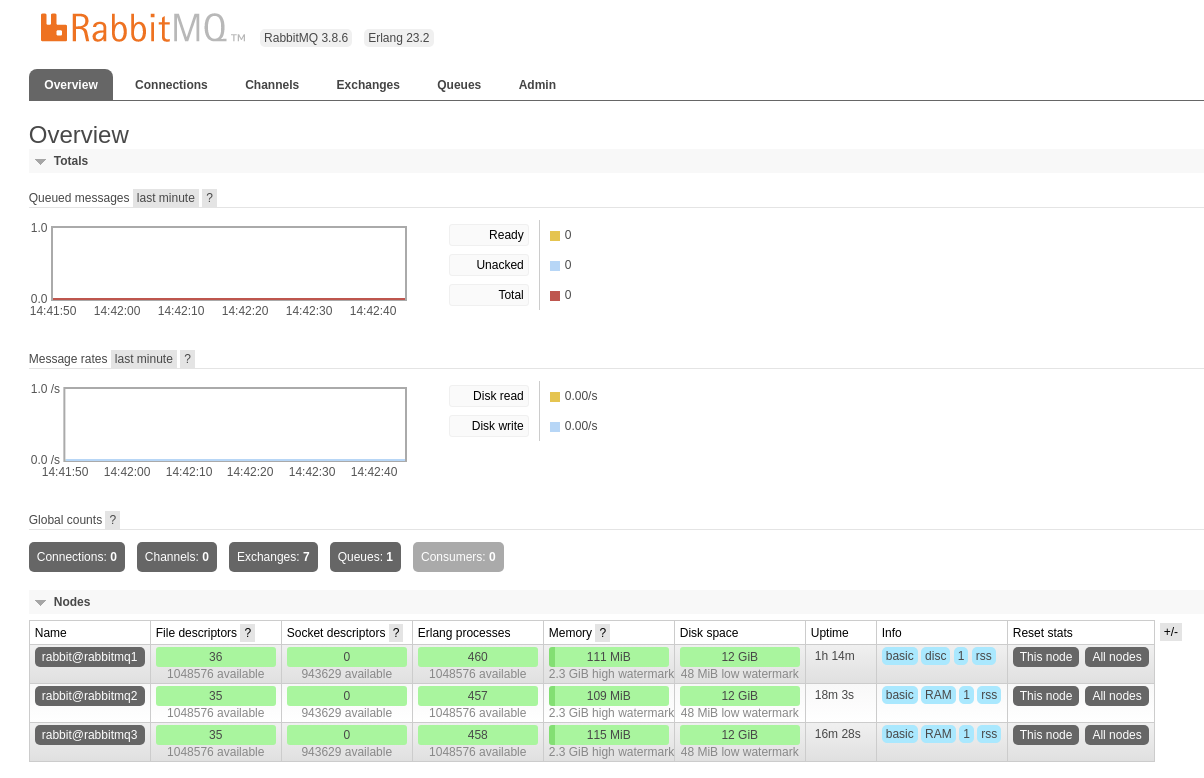 RabbitMQ TM RabbitMQ 3.8.6 Erlang 23.2
Overview Connections Channels Exchanges Queues Admin
Overview
Totals
Queued messages last minute ?
1.0
0.0
14:41:50 14:42:00 14:42:10 14:42:20 14:42:30 14:42:40
Ready 0
Unacked 0
Total 0
Message rates last minute ?
1.0 /s
0.0 /s
14:41:50 14:42:00 14:42:10 14:42:20 14:42:30 14:42:40
Disk read 0.00/s
Disk write 0.00/s
Global counts ?
Connections: 0 Channels: 0 Exchanges: 7 Queues: 1 Consumers: 0
Nodes
Name File descriptors ? Socket descriptors ? Erlang processes Memory ? Disk space Uptime Info Reset stats +/-
rabbit@rabbitmq1 36 0 460 111 MiB 12 GiB 1h 14m basic disc 1 rss This node All nodes
1048576 available 943629 available 1048576 available 2.3 GiB high watermark 48 MiB low watermark
rabbit@rabbitmq2 35 0 457 109 MiB 12 GiB 18m 3s basic RAM 1 rss This node All nodes
1048576 available 943629 available 1048576 available 2.3 GiB high watermark 48 MiB low watermark
rabbit@rabbitmq3 35 0 458 115 MiB 12 GiB 16m 28s basic RAM 1 rss This node All nodes
1048576 available 943629 available 1048576 available 2.3 GiB high watermark 48 MiB low watermark